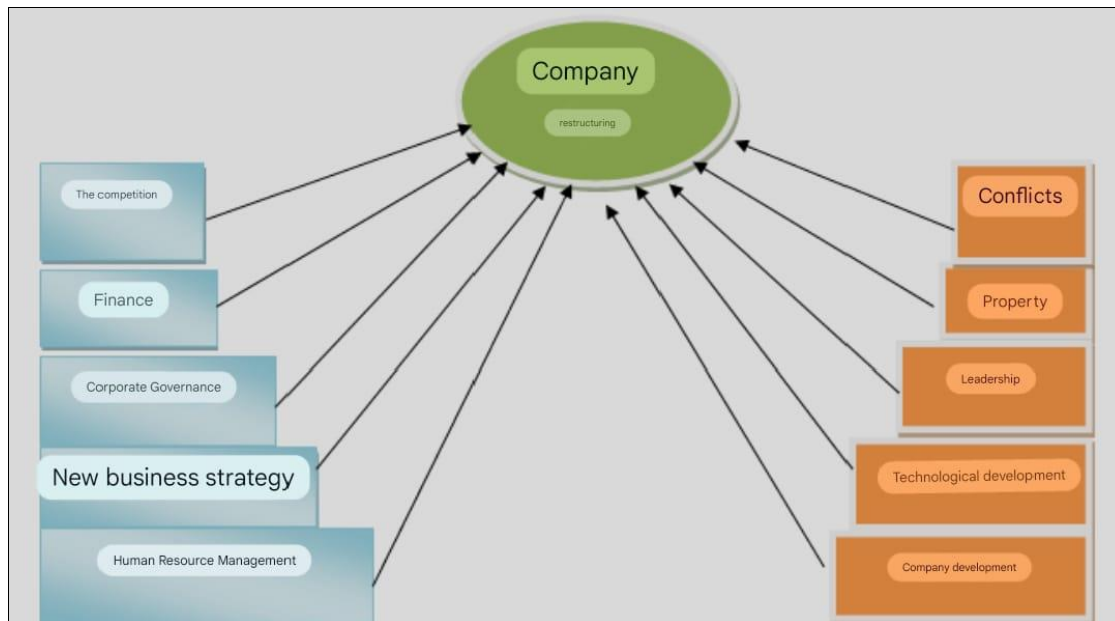 Company
restructuring
The competition
Finance
Corporate Governance
New business strategy
Human Resource Management
Conflicts
Property
Leadership
Technological development
Company development